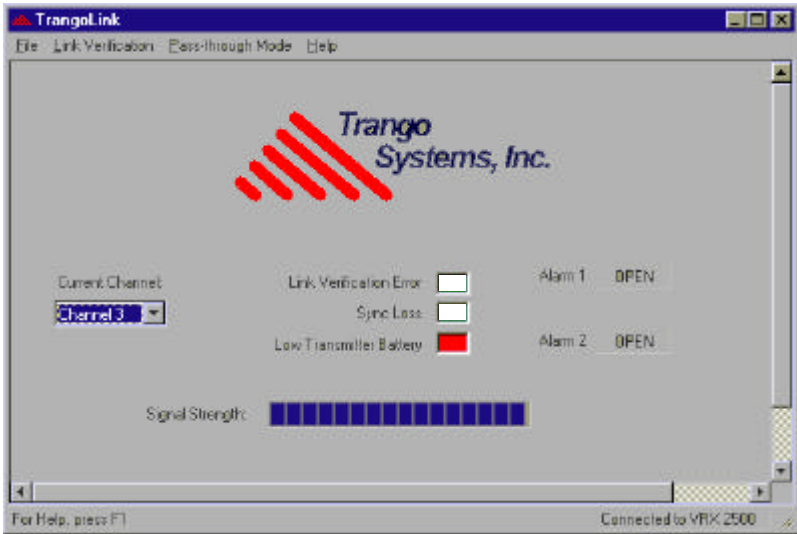 TrangoLink
File Link Verification Pass-through Mode Help
Trango
Systems, Inc.
Current Channel:
Channel 3
Link Verification Error
Sync Loss
Low Transmitter Battery
Alarm 1 OPEN
Alarm 2 OPEN
Signal Strength:
For Help, press F1
Connected to VRX 2500